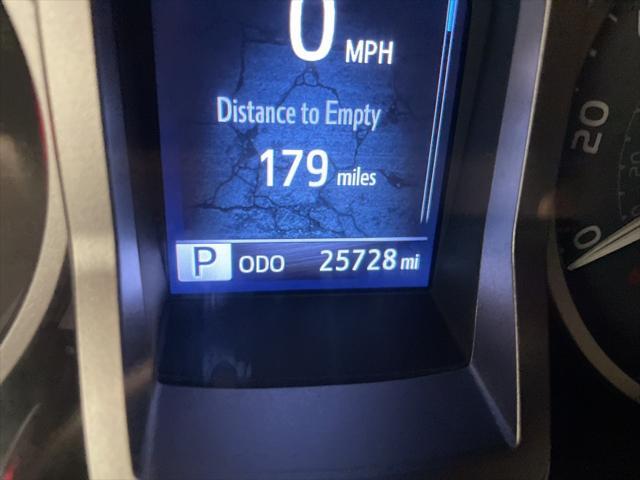 0 MPH
Distance to Empty
179 miles
P ODO 25728 mi
20
0